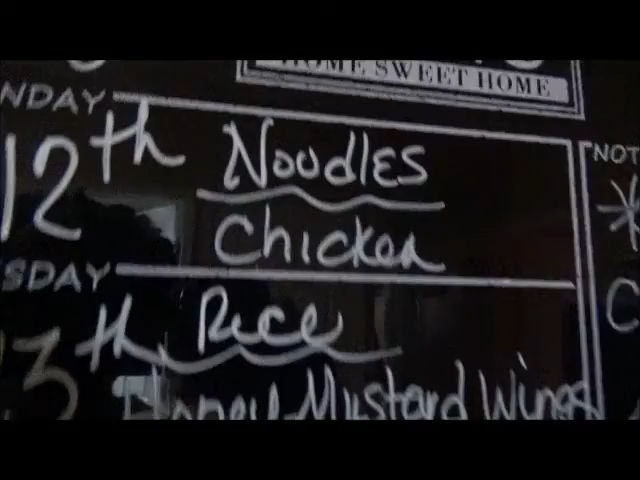 HOME SWEET HOME
NDAY
12th Noodles
Chicken
SDAY
13th Rice
Honey Mustard Wings
NOT
*
C